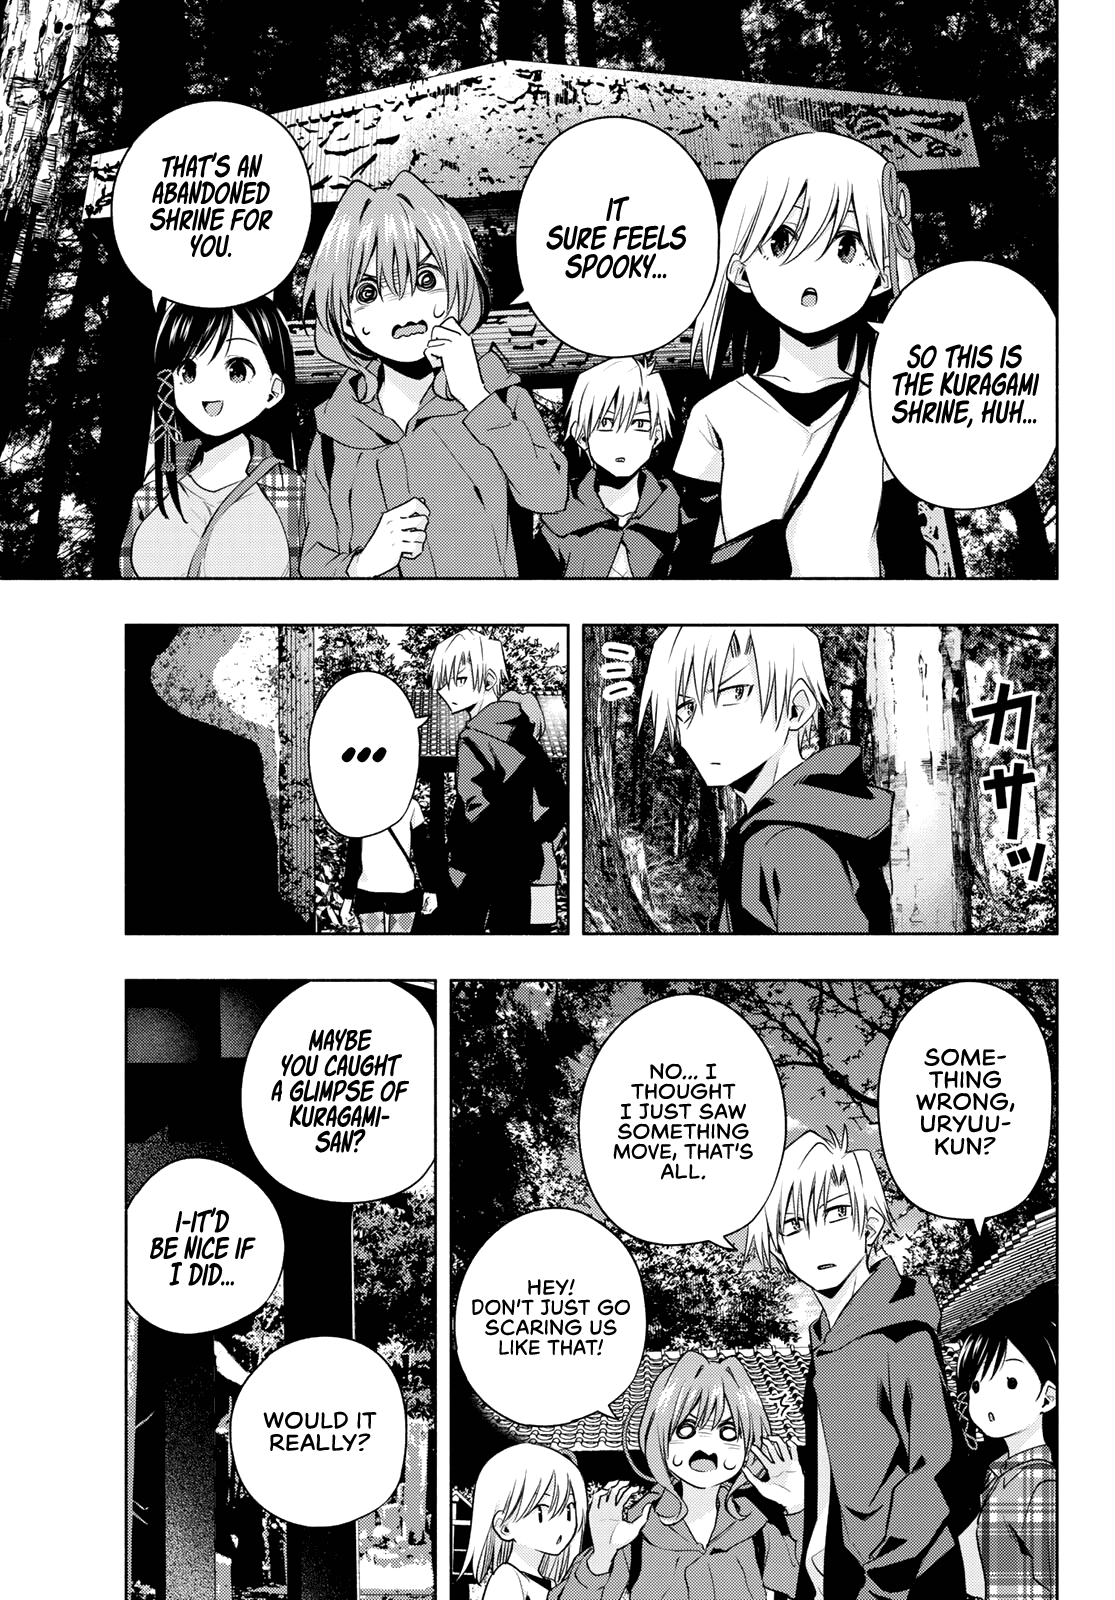 SO THIS IS
THE KURAGAMI
SHRINE, HUH...
IT
SURE FEELS
SPOOKY...
THAT'S AN
ABANDONED
SHRINE FOR
YOU.
カサッ
...
SOME-
THING
WRONG,
URYUU-
KUN?
NO... I
THOUGHT
I JUST SAW
SOMETHING
MOVE, THAT'S
ALL.
HEY!
DON'T JUST GO
SCARING US
LIKE THAT!
MAYBE
YOU CAUGHT
A GLIMPSE OF
KURAGAMI-
SAN?
I-IT'D
BE NICE IF
I DID...
WOULD IT
REALLY?